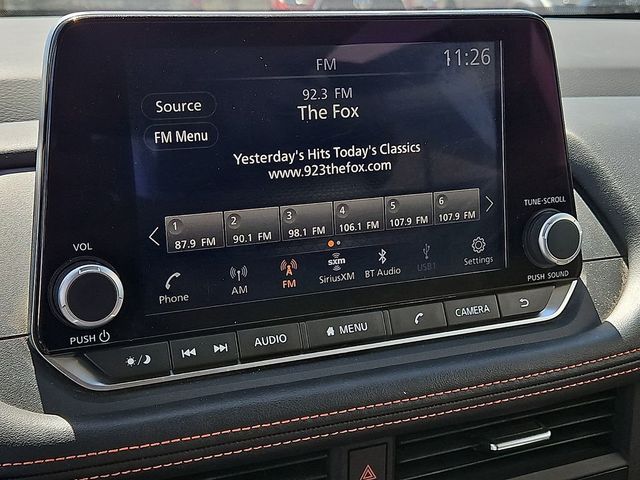 FM
11:26
Source
92.3 FM
The Fox
FM Menu
Yesterday's Hits Today's Classics
www.923thefox.com
1 2 3 4 5 6
87.9 FM 90.1 FM 98.1 FM 106.1 FM 107.9 FM 107.9 FM
Phone AM FM sxm SiriusXM BT Audio USB1 Settings
VOL
PUSH
TUNE·SCROLL
PUSH SOUND
AUDIO MENU CAMERA